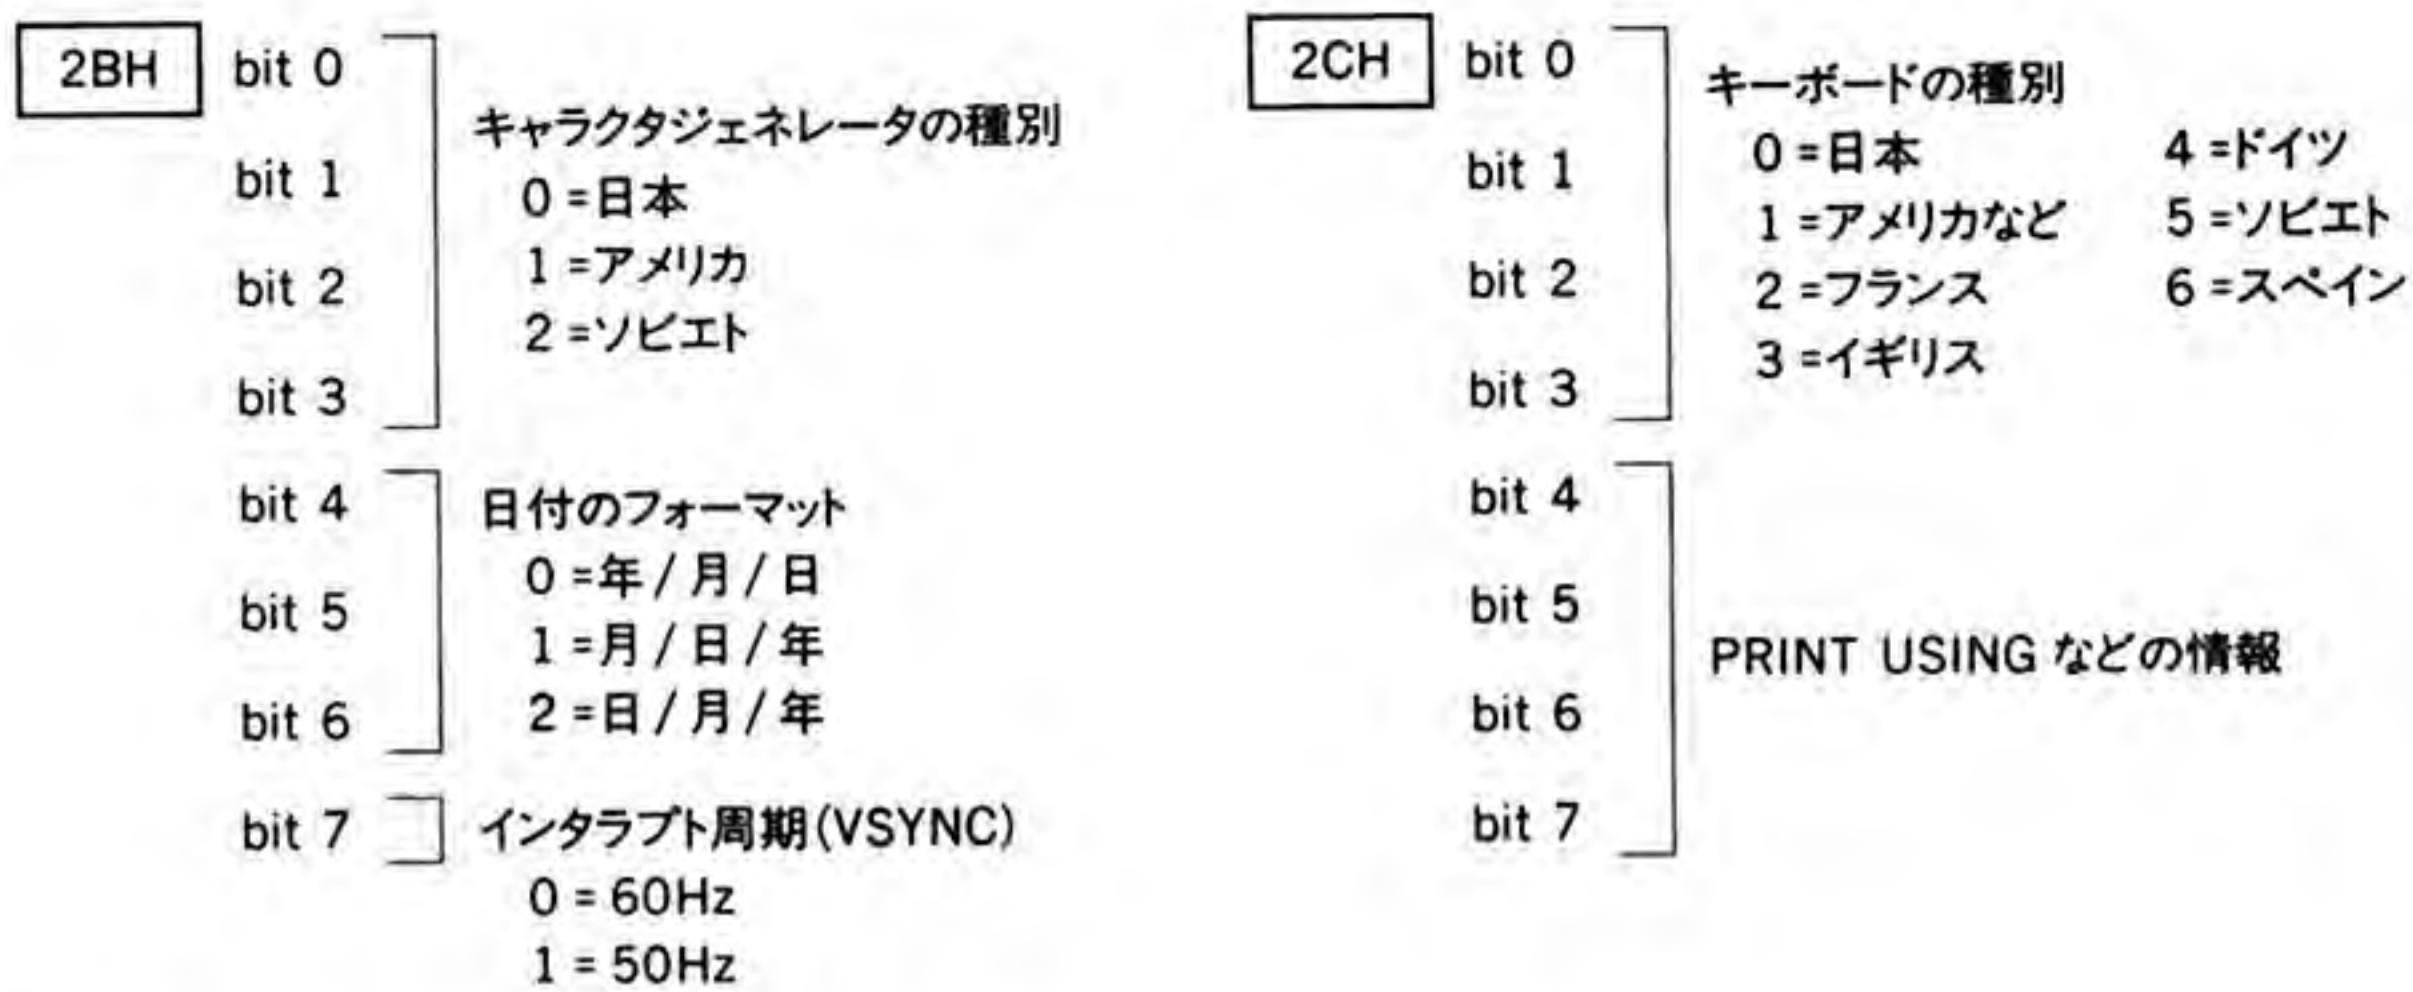 2BH bit 0
bit 1
bit 2
bit 3
キャラクタジェネレータの種別
0=日本
1=アメリカ
2=ソビエト
bit 4
bit 5
bit 6
日付のフォーマット
0=年/月/日
1=月/日/年
2=日/月/年
bit 7 インタラプト周期(VSYNC)
0=60Hz
1=50Hz
2CH bit 0
bit 1
bit 2
bit 3
キーボードの種別
0=日本 4=ドイツ
1=アメリカなど 5=ソビエト
2=フランス 6=スペイン
3=イギリス
bit 4
bit 5
bit 6
bit 7
PRINT USING などの情報